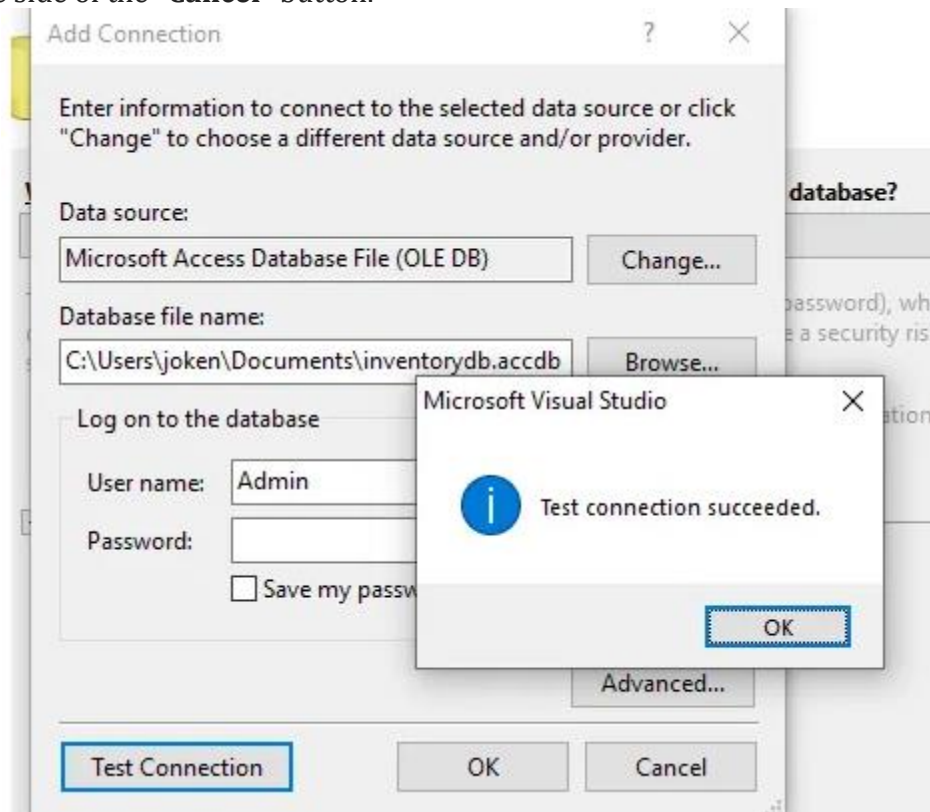 side of the "Cancel" button.
Add Connection ? ×
Enter information to connect to the selected data source or click
"Change" to choose a different data source and/or provider.
database?
Data source:
Microsoft Access Database File (OLE DB)
Change...
password), wh
Database file name:
a security ris
C:\Users\joken\Documents\inventorydb.accdb
Browse...
Microsoft Visual Studio ×
Log on to the database
User name: Admin
Test connection succeeded.
Password:
Save my passw
OK
Advanced...
Test Connection
OK
Cancel